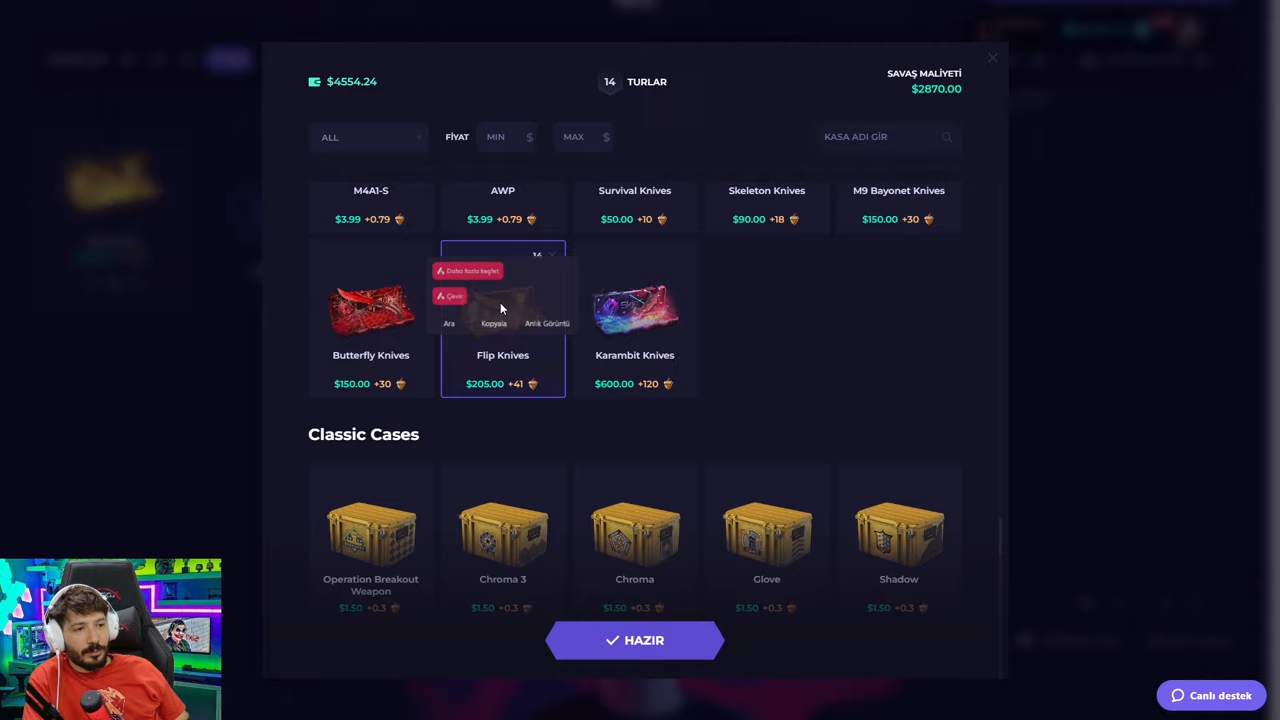 $4554.24
14 TURLAR
SAVAŞ MALİYETİ
$2870.00
ALL
FİYAT
MIN $
MAX $
KASA ADI GİR
M4A1-S
AWP
Survival Knives
Skeleton Knives
M9 Bayonet Knives
$3.99 +0.79
$3.99 +0.79
$50.00 +10
$90.00 +18
$150.00 +30
14
Daha fazla keşfet
Çevir
Ara
Kopyala
Anlık Görüntü
Butterfly Knives
Flip Knives
Karambit Knives
$150.00 +30
$205.00 +41
$600.00 +120
Classic Cases
Operation Breakout
Weapon
Chroma 3
Chroma
Glove
Shadow
$1.50 +0.3
$1.50 +0.3
$1.50 +0.3
$1.50 +0.3
$1.50 +0.3
HAZIR
Canlı destek